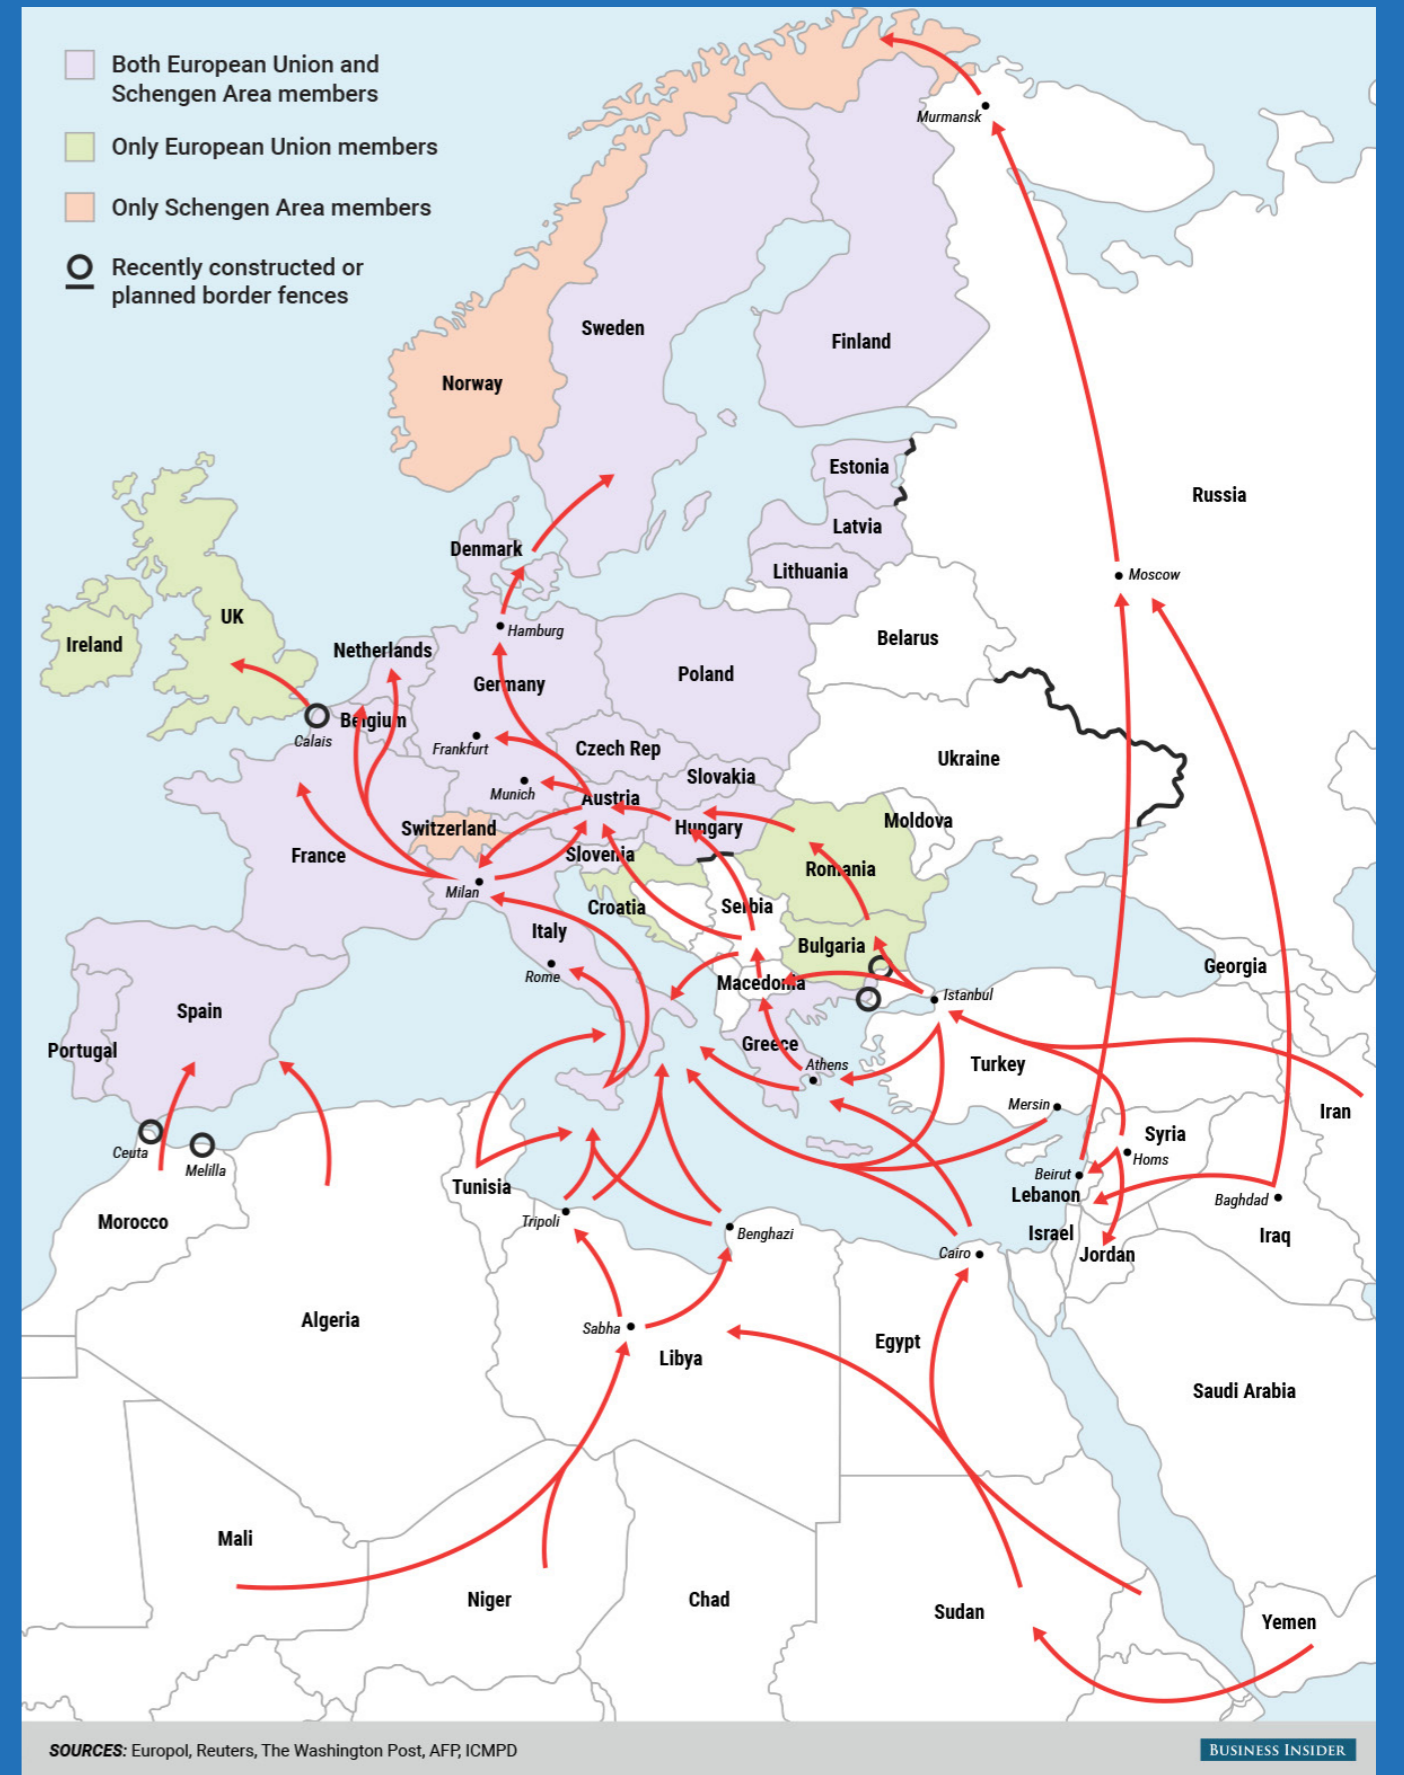 Both European Union and
Schengen Area members
Only European Union members
Only Schengen Area members
Recently constructed or
planned border fences
Murmansk
Sweden
Finland
Norway
Estonia
Russia
Latvia
Denmark
Lithuania
Moscow
UK
Ireland
Hamburg
Netherlands
Belarus
Germany
Poland
Belgium
Calais
Frankfurt
Czech Rep
Ukraine
Slovakia
Munich
Austria
Switzerland
Hungary
Moldova
France
Slovenia
Romania
Milan
Croatia
Serbia
Italy
Bulgaria
Rome
Macedonia
Georgia
Istanbul
Spain
Portugal
Greece
Athens
Turkey
Mersin
Iran
Ceuta
Melilla
Syria
Homs
Tunisia
Beirut
Lebanon
Baghdad
Morocco
Tripoli
Benghazi
Israel
Iraq
Cairo
Jordan
Algeria
Sabha
Libya
Egypt
Saudi Arabia
Mali
Niger
Chad
Sudan
Yemen
SOURCES: Europol, Reuters, The Washington Post, AFP, ICMPD
BUSINESS INSIDER